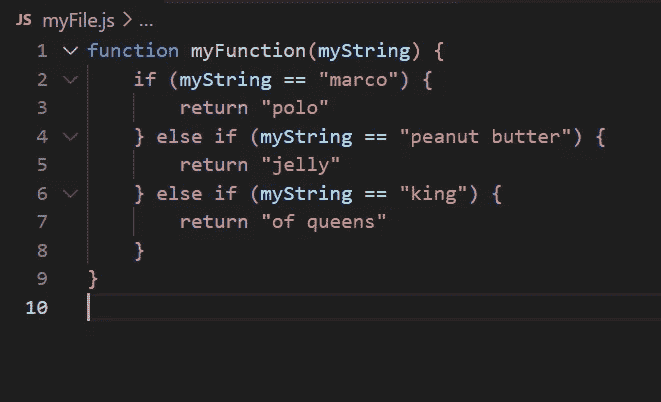 JS myFile.js > ...
1 function myFunction(myString) {
2     if (myString == "marco") {
3         return "polo"
4     } else if (myString == "peanut butter") {
5         return "jelly"
6     } else if (myString == "king") {
7         return "of queens"
8     }
9 }
10